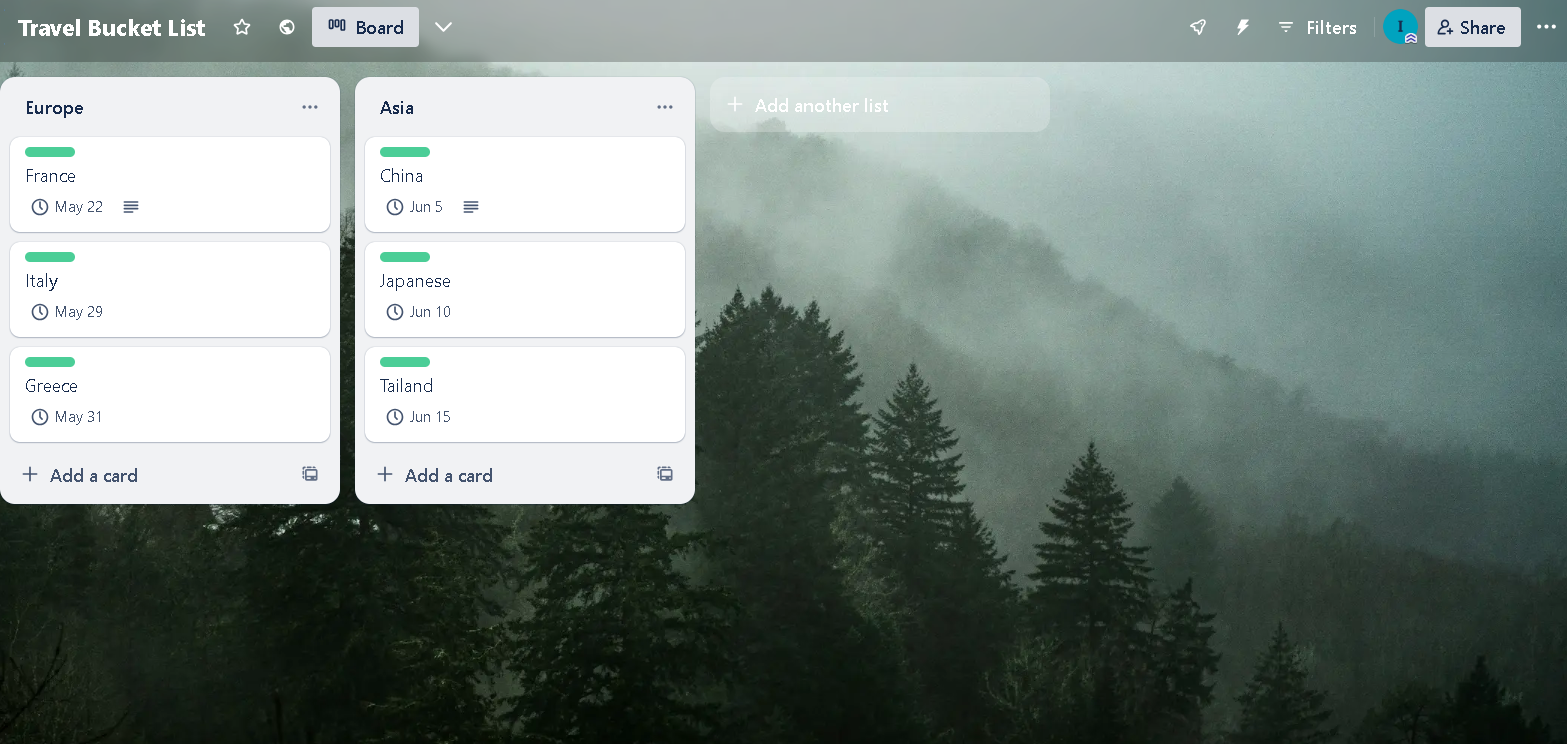 Travel Bucket List
Board
Filters
I
Share
Europe
France
May 22
Italy
May 29
Greece
May 31
Add a card
Asia
China
Jun 5
Japanese
Jun 10
Tailand
Jun 15
Add a card
Add another list